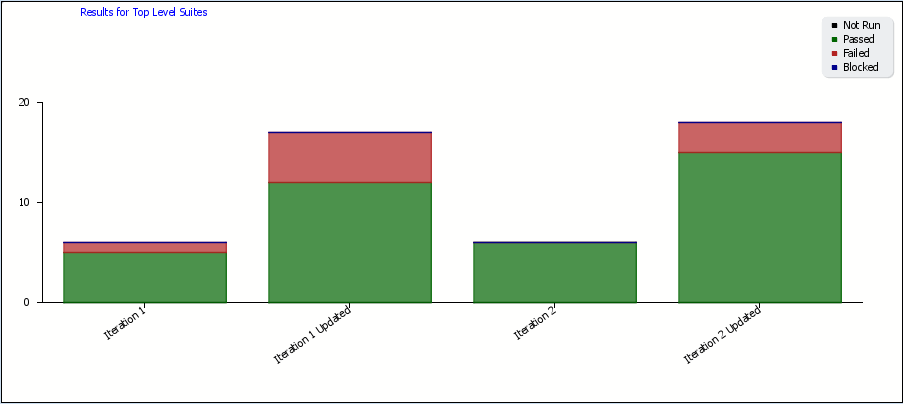 Results for Top Level Suites
Not Run
Passed
Failed
Blocked
20
10
0
Iteration 1
Iteration 1 Updated
Iteration 2
Iteration 2 Updated